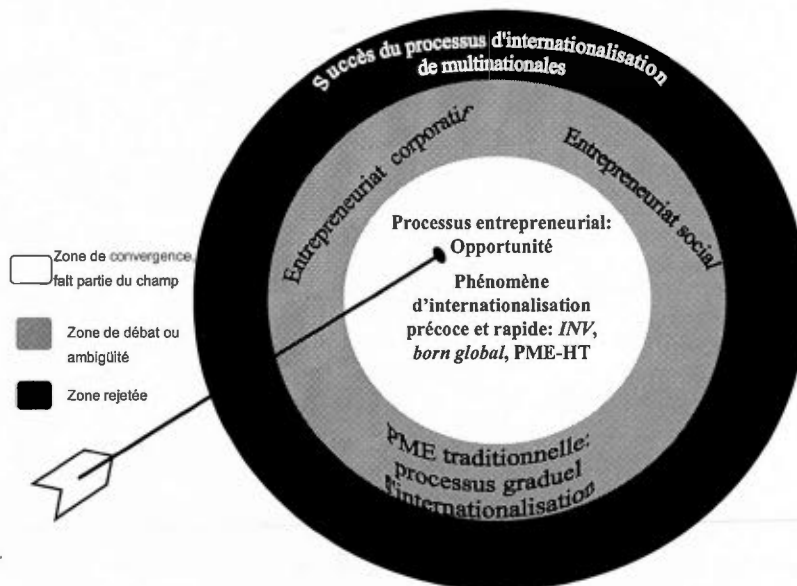 Succès du processus d'internationalisation
de multinationales
Entrepreneuriat corporatif
Entrepreneuriat social
Processus entrepreneurial:
Opportunité
Phénomène
d'internationalisation
précoce et rapide: INV,
born global, PME-HT
PME traditionnelle:
processus graduel
d'internationalisation
Zone de convergence,
fait partie du champ
Zone de débat ou
ambigüité
Zone rejetée